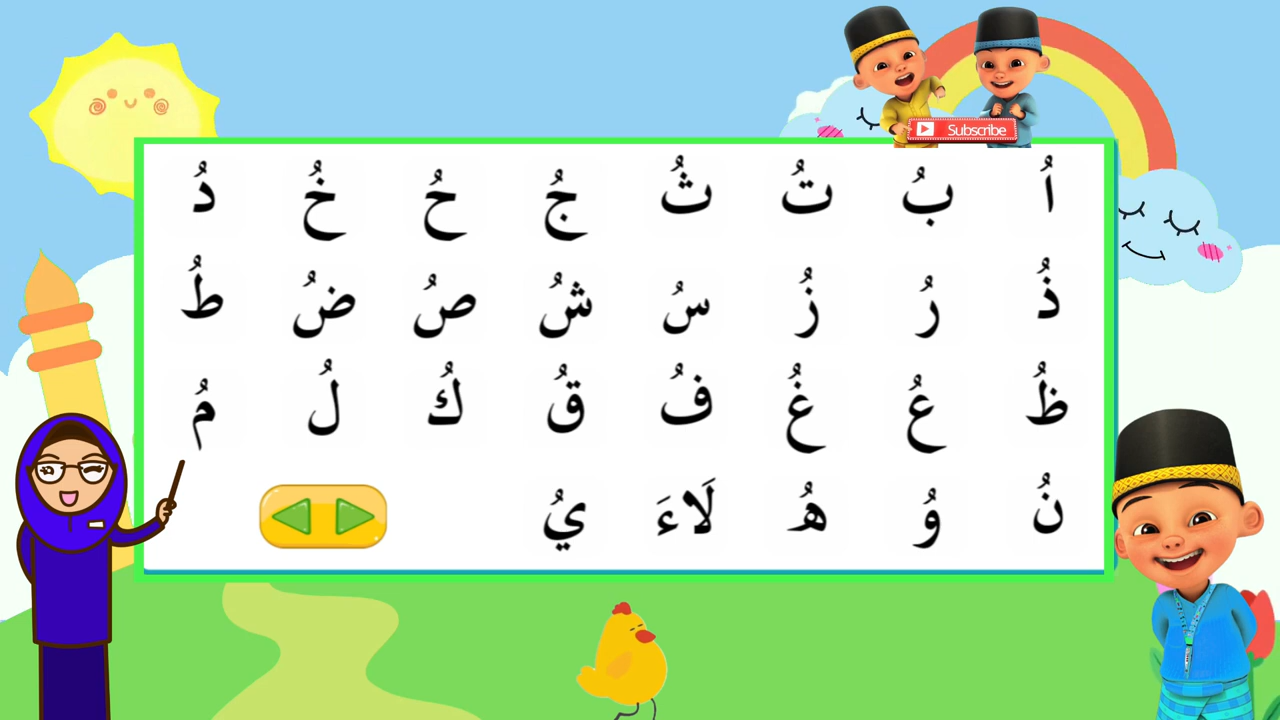 Subscribe
اُ بُ تُ ثُ جُ حُ خُ دُ
ذُ رُ زُ سُ شُ صُ ضُ طُ
ظُ عُ غُ فُ قُ كُ لُ مُ
نُ وُ هُ لَاءَ يُ